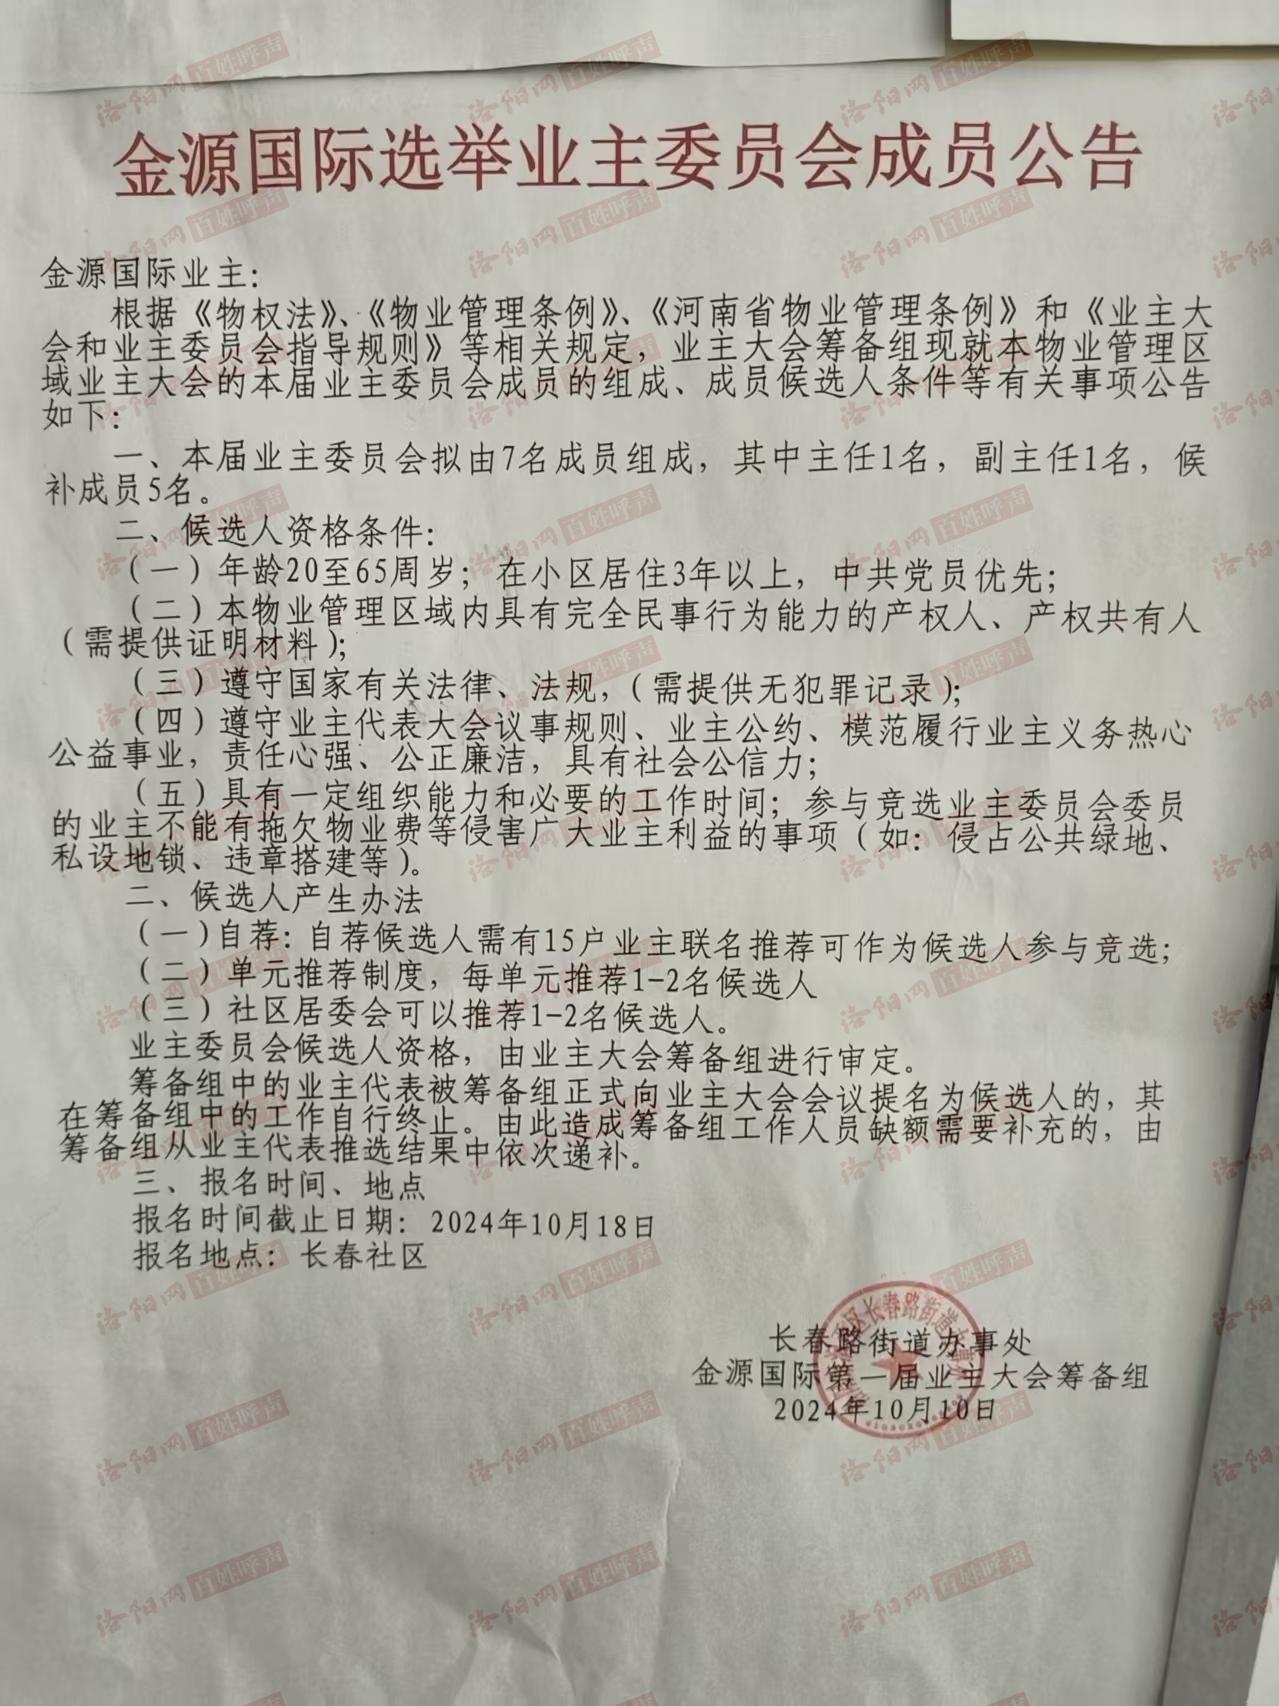 金源国际选举业主委员会成员公告
金源国际业主：
根据《物权法》、《物业管理条例》、《河南省物业管理条例》和《业主大
会和业主委员会指导规则》等相关规定，业主大会筹备组现就本物业管理区
域业主大会的本届业主委员会成员的组成、成员候选人条件等有关事项公告
如下：
一、本届业主委员会拟由7名成员组成，其中主任1名，副主任1名，候
补成员5名。
二、候选人资格条件：
（一）年龄20至65周岁；在小区居住3年以上，中共党员优先；
（二）本物业管理区域内具有完全民事行为能力的产权人、产权共有人
（需提供证明材料）；
（三）遵守国家有关法律、法规，（需提供无犯罪记录）；
（四）遵守业主代表大会议事规则、业主公约、模范履行业主义务热心
公益事业，责任心强、公正廉洁，具有社会公信力；
（五）具有一定组织能力和必要的工作时间；参与竞选业主委员会委员
的业主不能有拖欠物业费等侵害广大业主利益的事项（如：侵占公共绿地、
私设地锁、违章搭建等）。
二、候选人产生办法
（一）自荐：自荐候选人需有15户业主联名推荐可作为候选人参与竞选；
（二）单元推荐制度，每单元推荐1-2名候选人
（三）社区居委会可以推荐1-2名候选人。
业主委员会候选人资格，由业主大会筹备组进行审定。
筹备组中的业主代表被筹备组正式向业主大会会议提名为候选人的，其
在筹备组中的工作自行终止。由此造成筹备组工作人员缺额需要补充的，由
筹备组从业主代表推选结果中依次递补。
三、报名时间、地点
报名时间截止日期：2024年10月18日
报名地点：长春社区
长春路街道办事处
金源国际第一届业主大会筹备组
2024年10月10日
区长春路街道办事处
洛阳网 百姓呼声